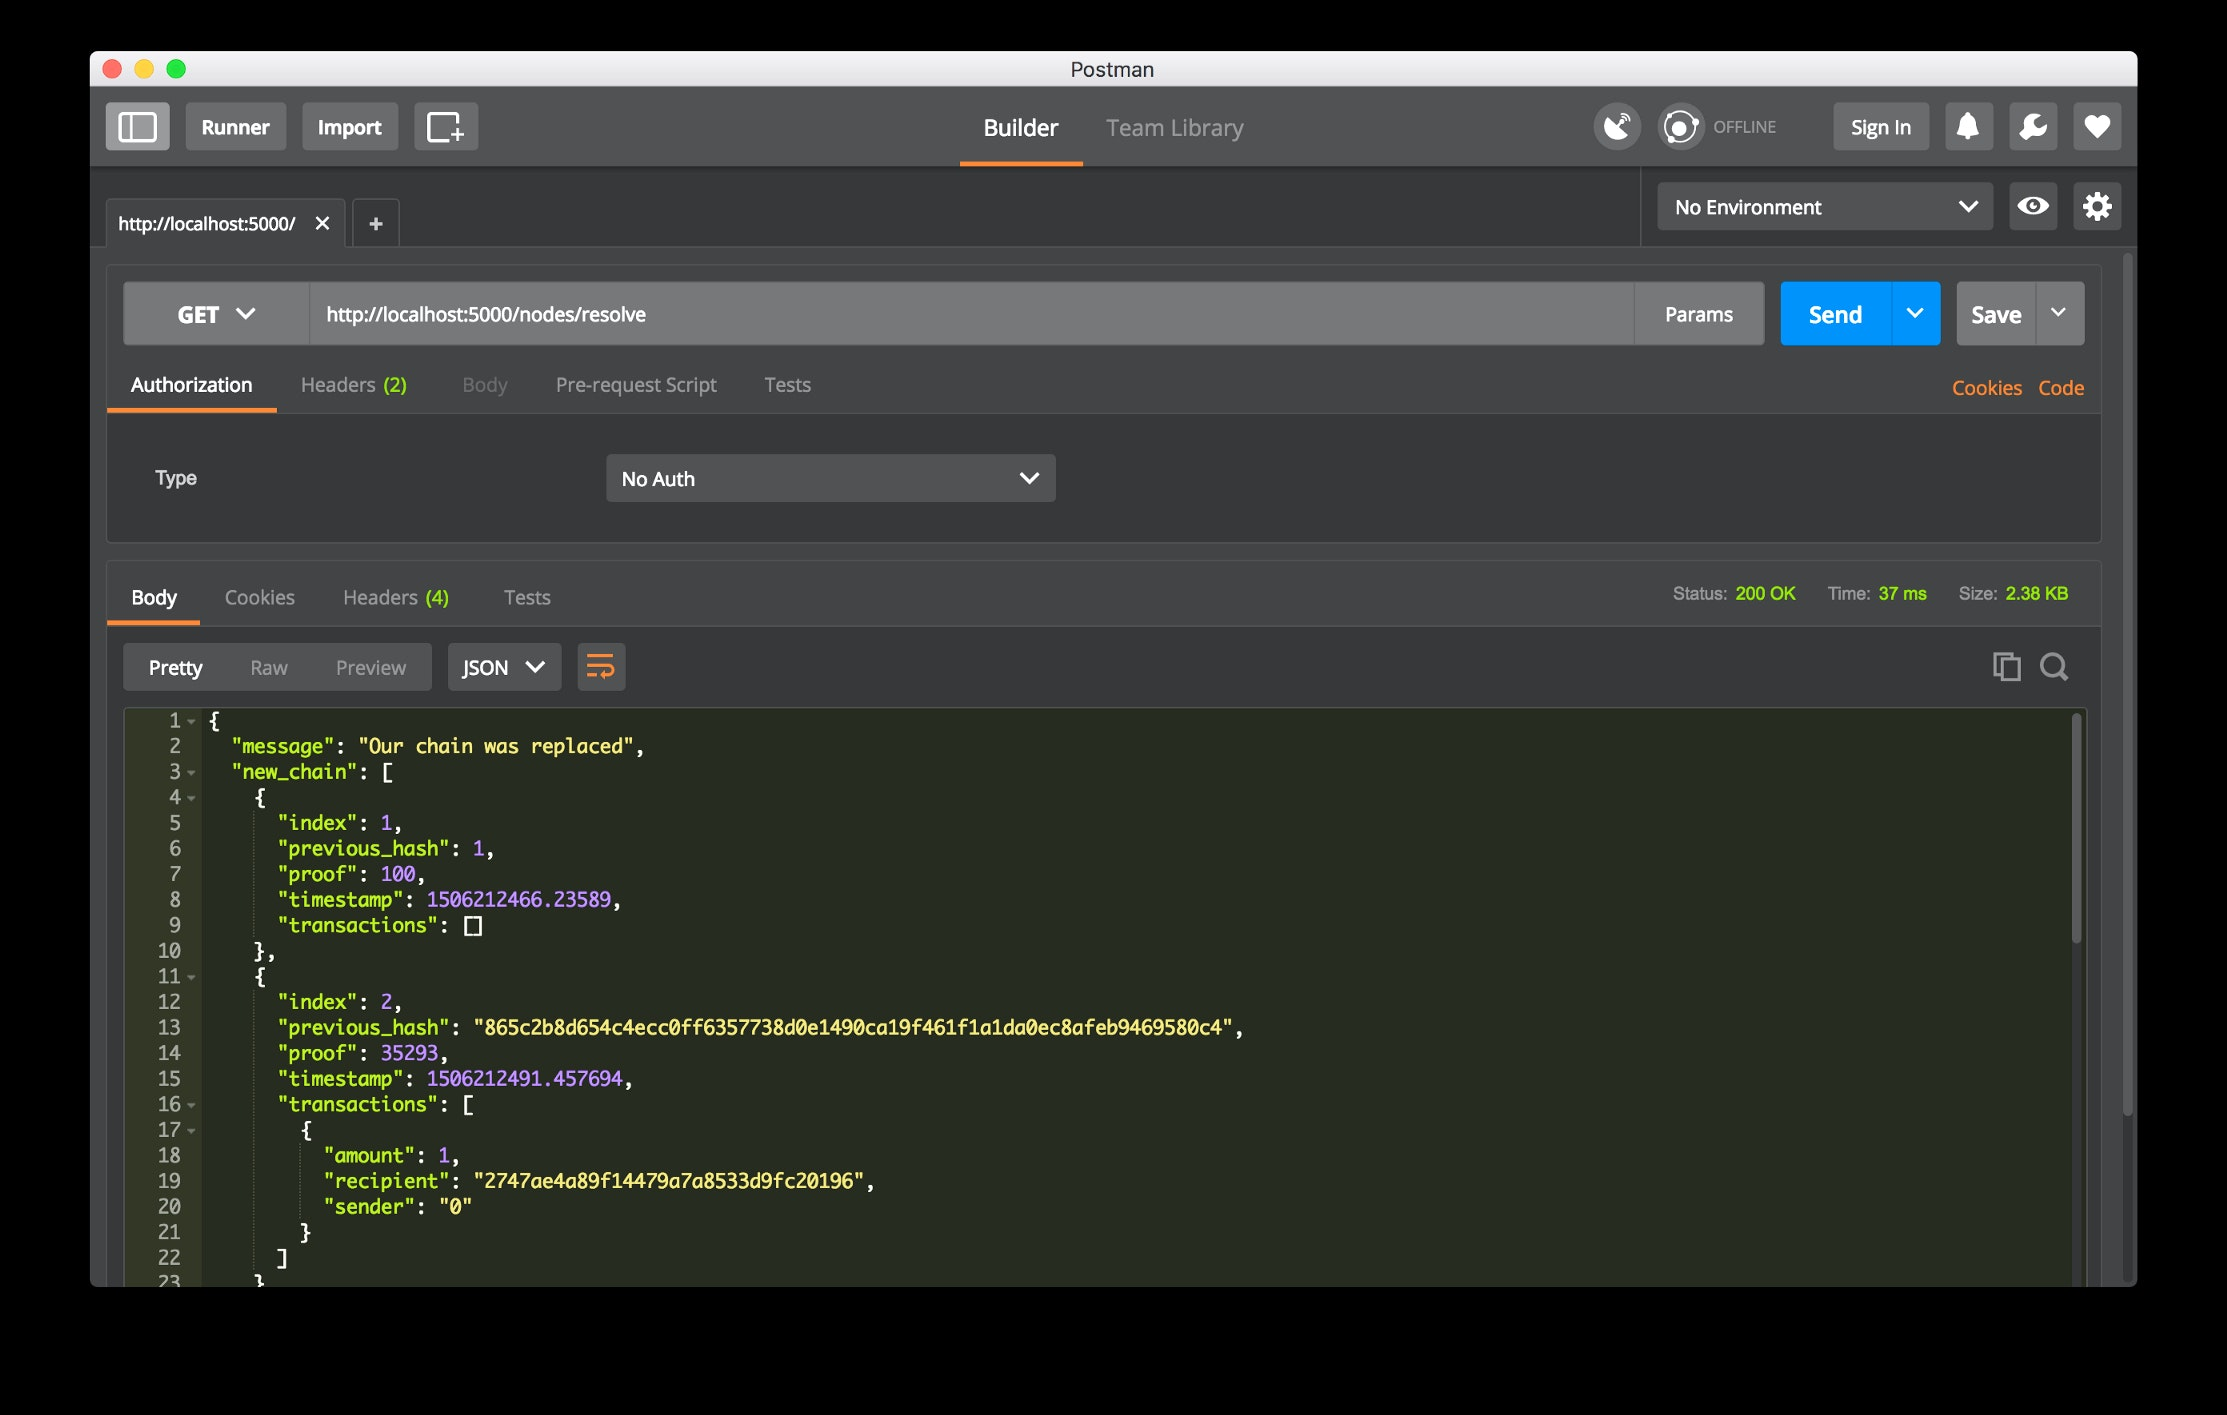 Postman
Runner Import Builder Team Library OFFLINE Sign In
http://localhost:5000/ No Environment
GET http://localhost:5000/nodes/resolve Params Send Save
Authorization Headers (2) Body Pre-request Script Tests Cookies Code
Type No Auth
Body Cookies Headers (4) Tests Status: 200 OK Time: 37 ms Size: 2.38 KB
Pretty Raw Preview JSON
1 {
2 "message": "Our chain was replaced",
3 "new_chain": [
4 {
5 "index": 1,
6 "previous_hash": 1,
7 "proof": 100,
8 "timestamp": 1506212466.23589,
9 "transactions": []
10 },
11 {
12 "index": 2,
13 "previous_hash": "865c2b8d654c4ecc0ff6357738d0e1490ca19f461f1a1da0ec8afeb9469580c4",
14 "proof": 35293,
15 "timestamp": 1506212491.457694,
16 "transactions": [
17 {
18 "amount": 1,
19 "recipient": "2747ae4a89f14479a7a8533d9fc20196",
20 "sender": "0"
21 }
22 ]
23 }